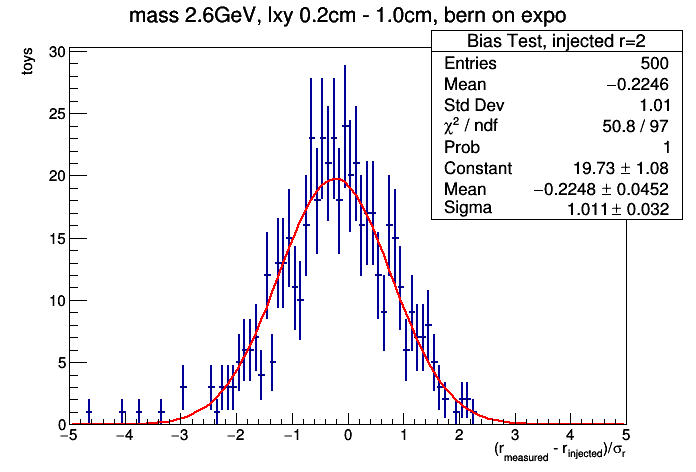 mass 2.6GeV, lxy 0.2cm - 1.0cm, bern on expo
Bias Test, injected r=2
Entries 500
Mean −0.2246
Std Dev 1.01
χ² / ndf 50.8 / 97
Prob 1
Constant 19.73 ± 1.08
Mean −0.2248 ± 0.0452
Sigma 1.011 ± 0.032
toys
30
25
20
15
10
5
0
−5 −4 −3 −2 −1 0 1 2 3 4 5
(r_measured - r_injected)/σ_r